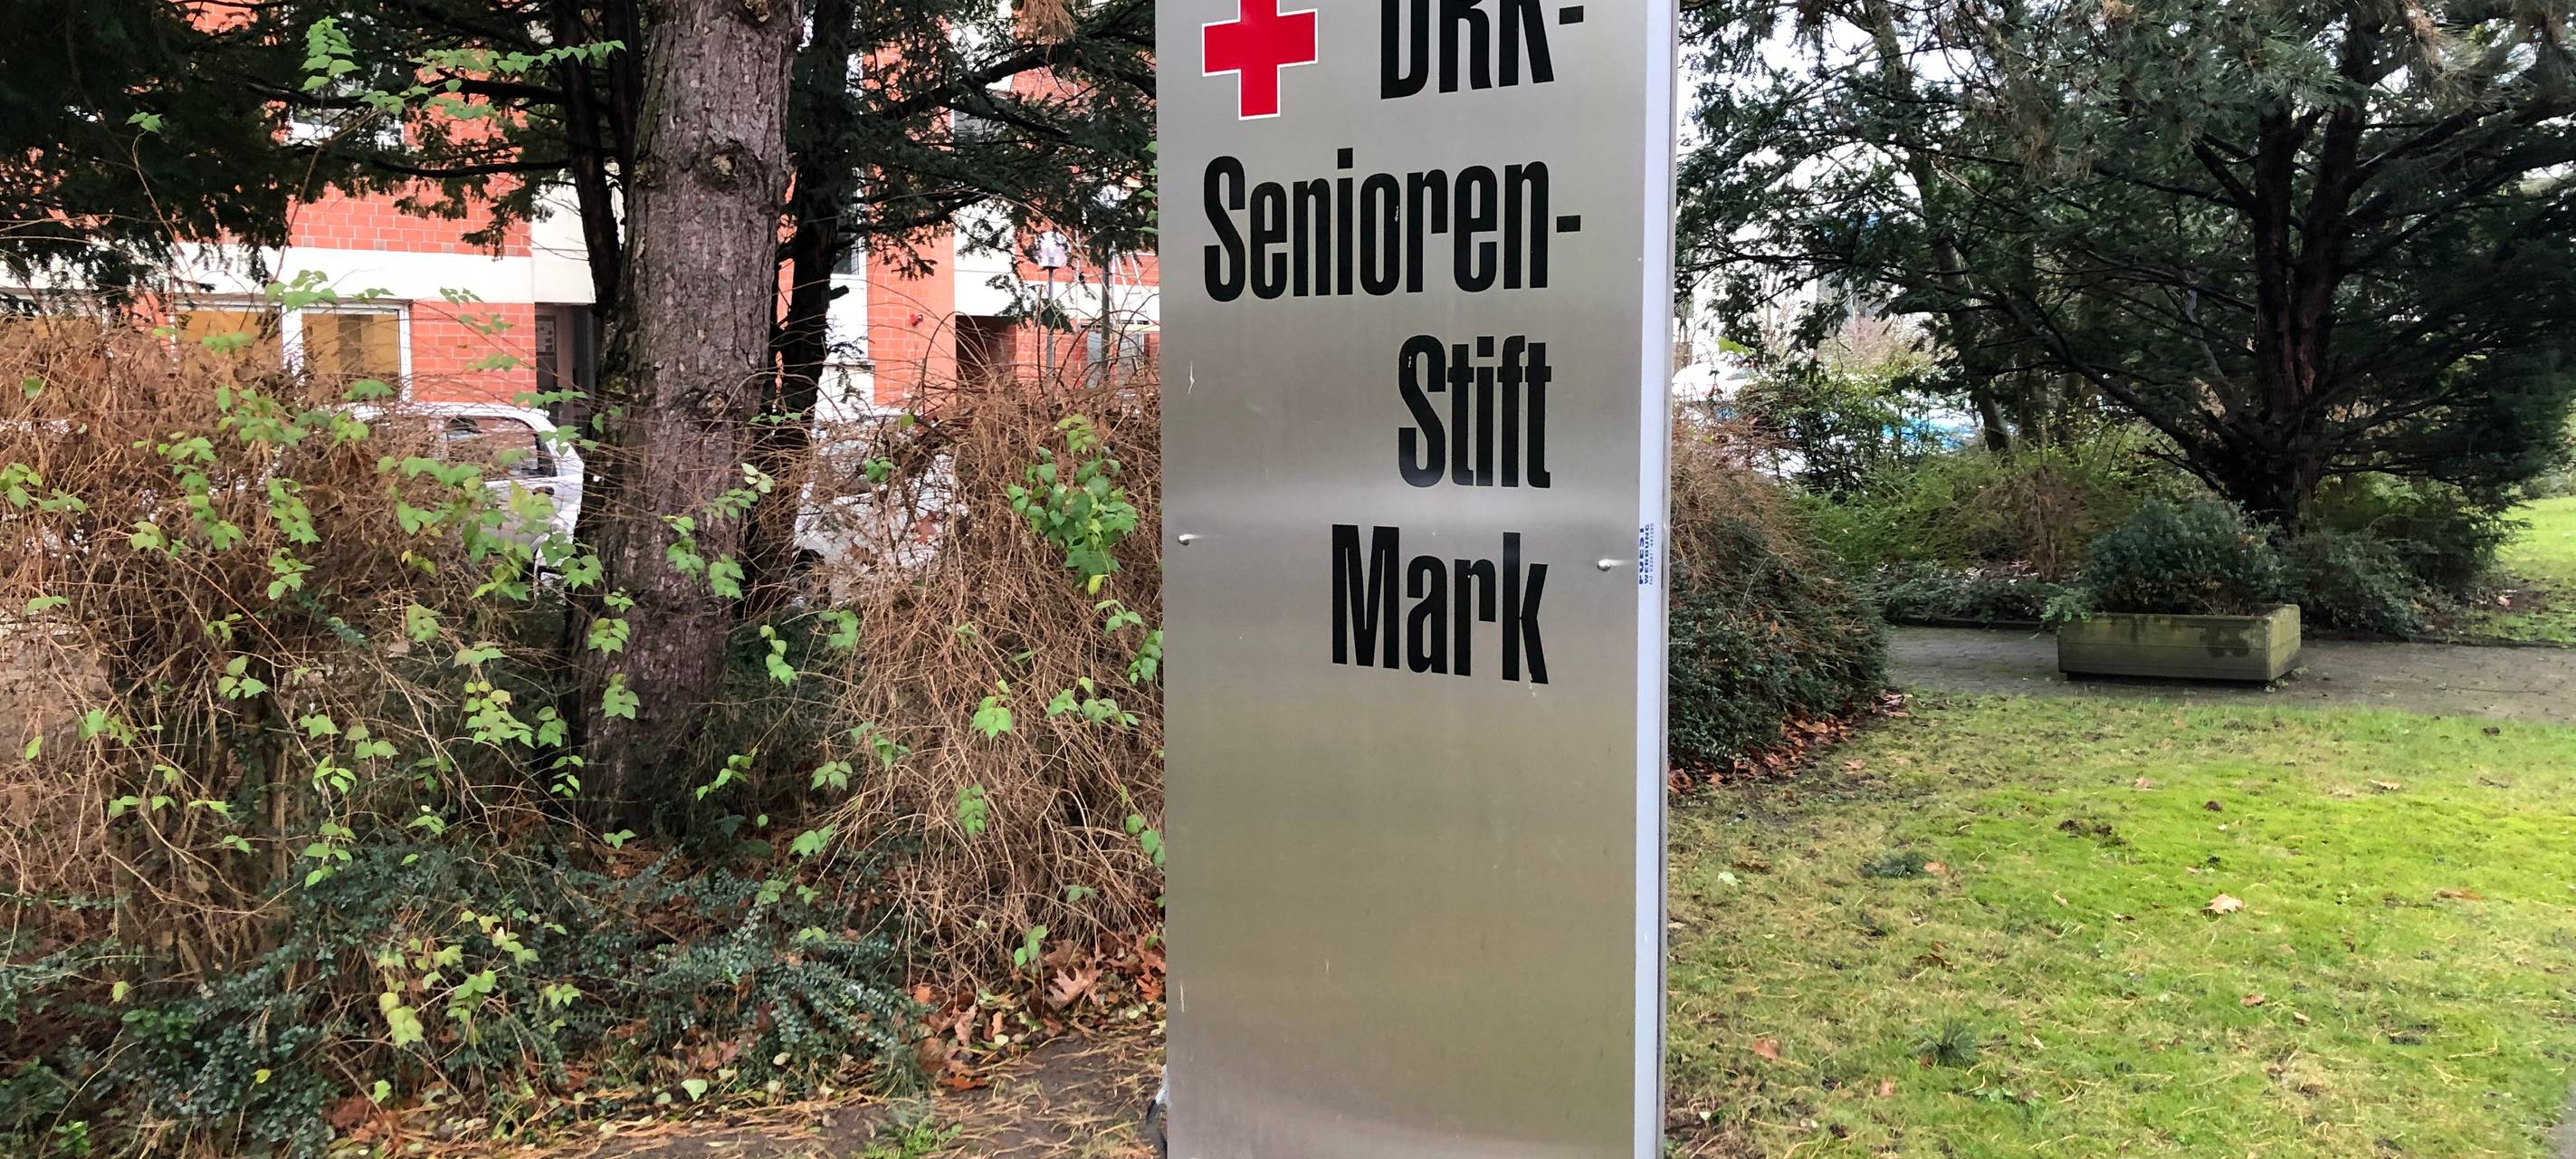 DRK-
Senioren-
Stift
Mark